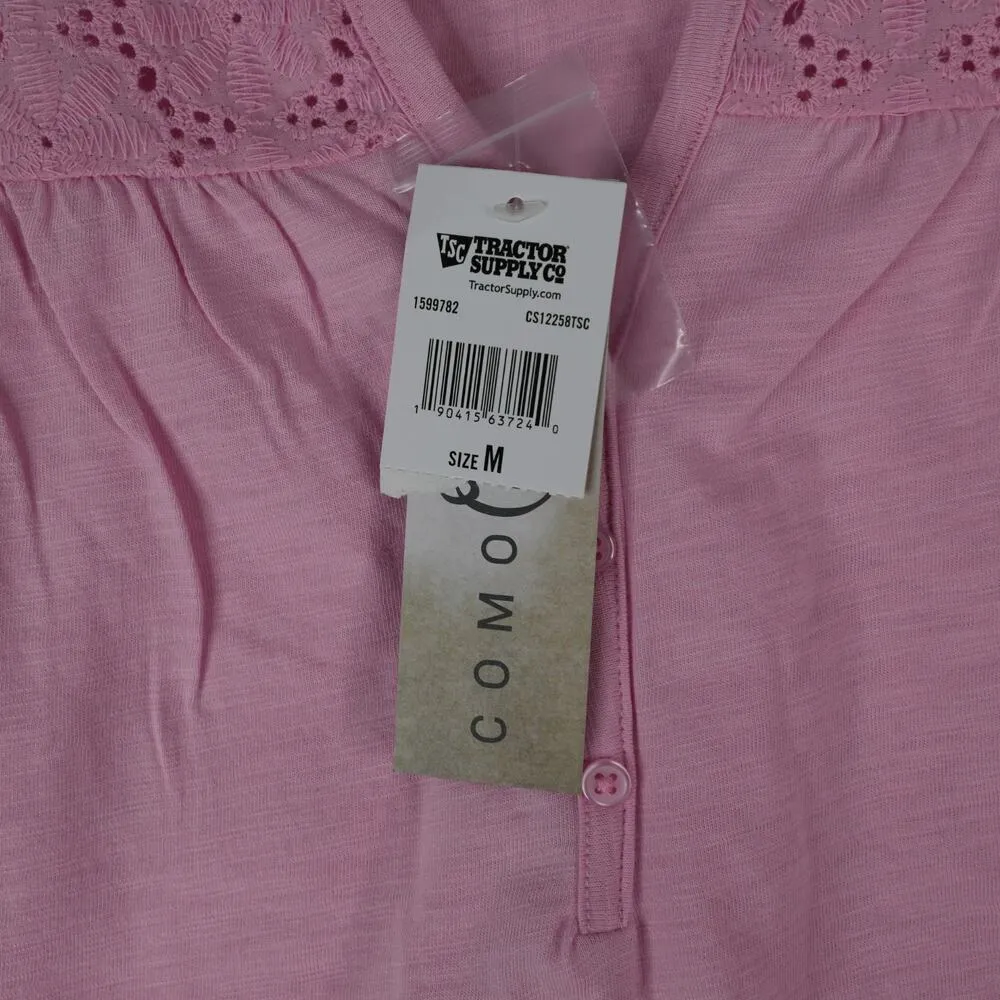 TSC TRACTOR
SUPPLY CO
TractorSupply.com
1599782 CS12258TSC
1 90415 63724 0
SIZE M
COMO